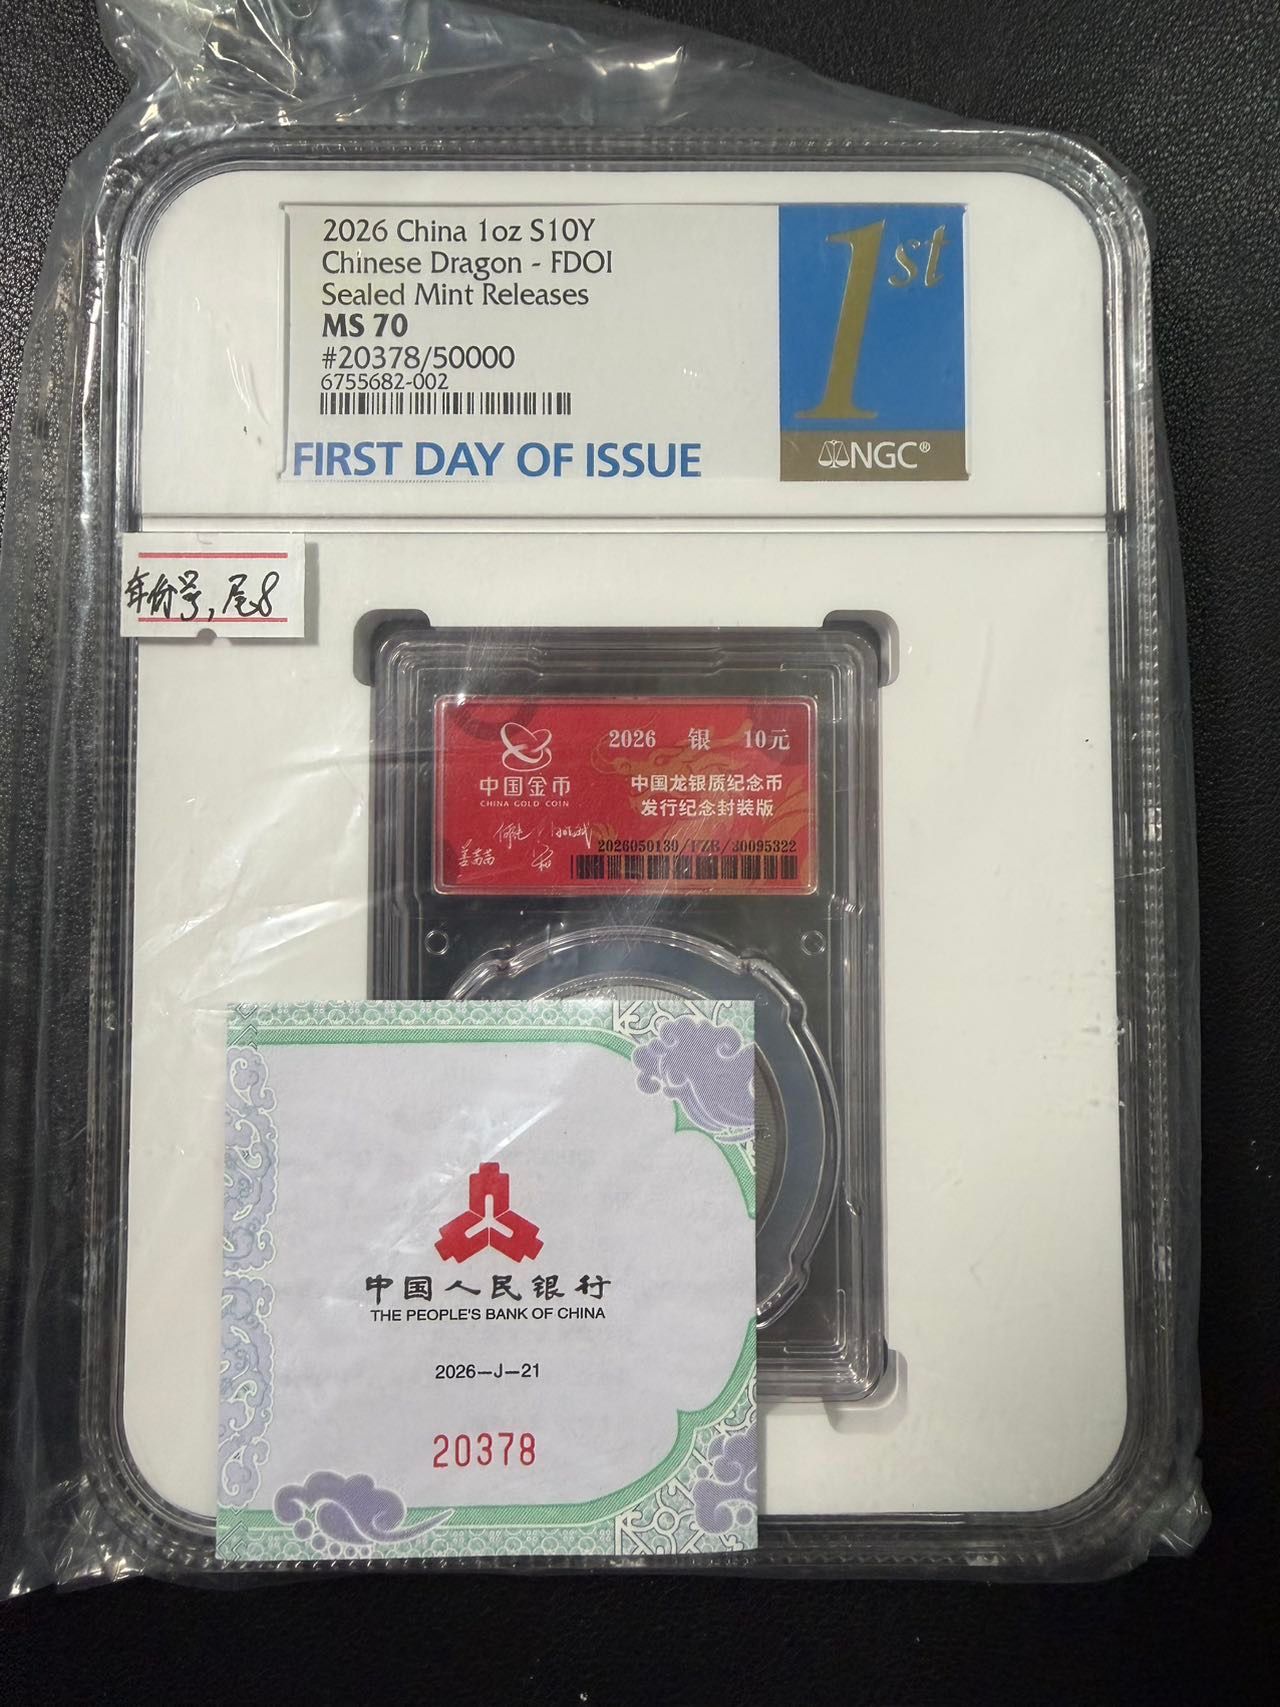 2026 China 1oz S10Y
Chinese Dragon - FDOI
Sealed Mint Releases
MS 70
#20378/50000
6755682-002
FIRST DAY OF ISSUE
1st
NGC®
年份号,尾8
中国金币
CHINA GOLD COIN
2026 银 10元
中国龙银质纪念币
发行纪念封装版
2026050139/FZB/30095322
中国人民银行
THE PEOPLE'S BANK OF CHINA
2026-J-21
20378